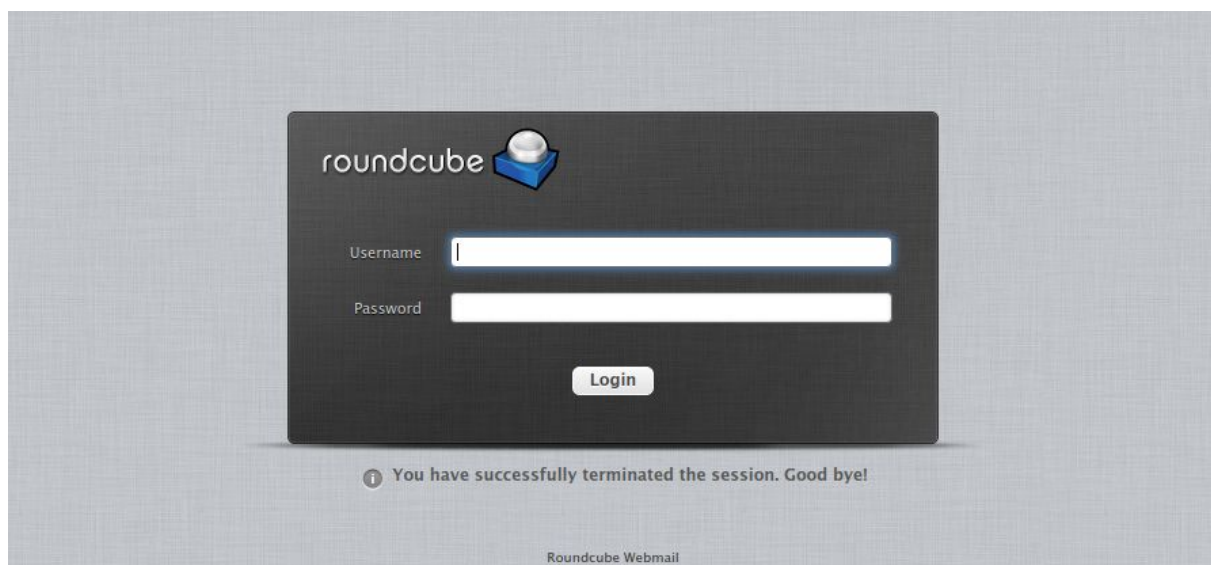 roundcube
Username
Password
Login
You have successfully terminated the session. Good bye!
Roundcube Webmail